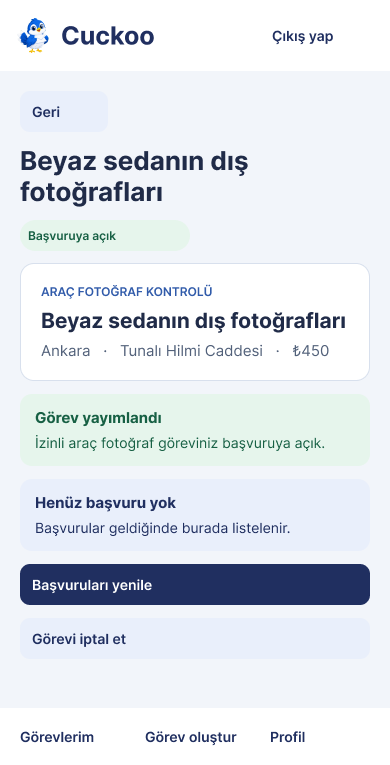 Cuckoo
Çıkış yap
Geri
Beyaz sedanın dış
fotoğrafları
Başvuruya açık
ARAÇ FOTOĞRAF KONTROLÜ
Beyaz sedanın dış fotoğrafları
Ankara · Tunalı Hilmi Caddesi · ₺450
Görev yayımlandı
İzinli araç fotoğraf göreviniz başvuruya açık.
Henüz başvuru yok
Başvurular geldiğinde burada listelenir.
Başvuruları yenile
Görevi iptal et
Görevlerim Görev oluştur Profil